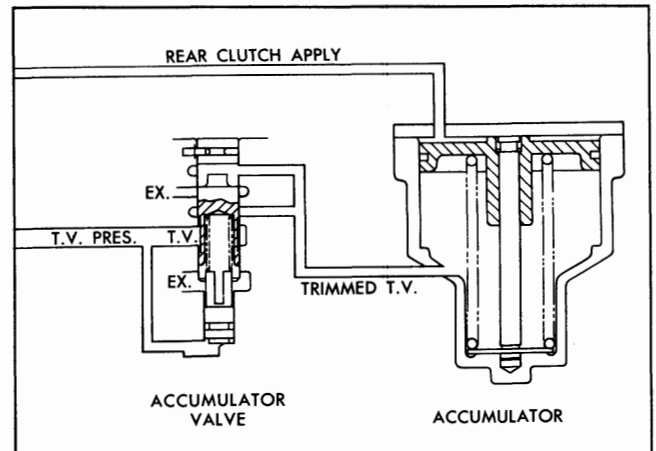 REAR CLUTCH APPLY
EX.
T.V. PRES.
T.V.
EX.
TRIMMED T.V.
ACCUMULATOR
VALVE
ACCUMULATOR